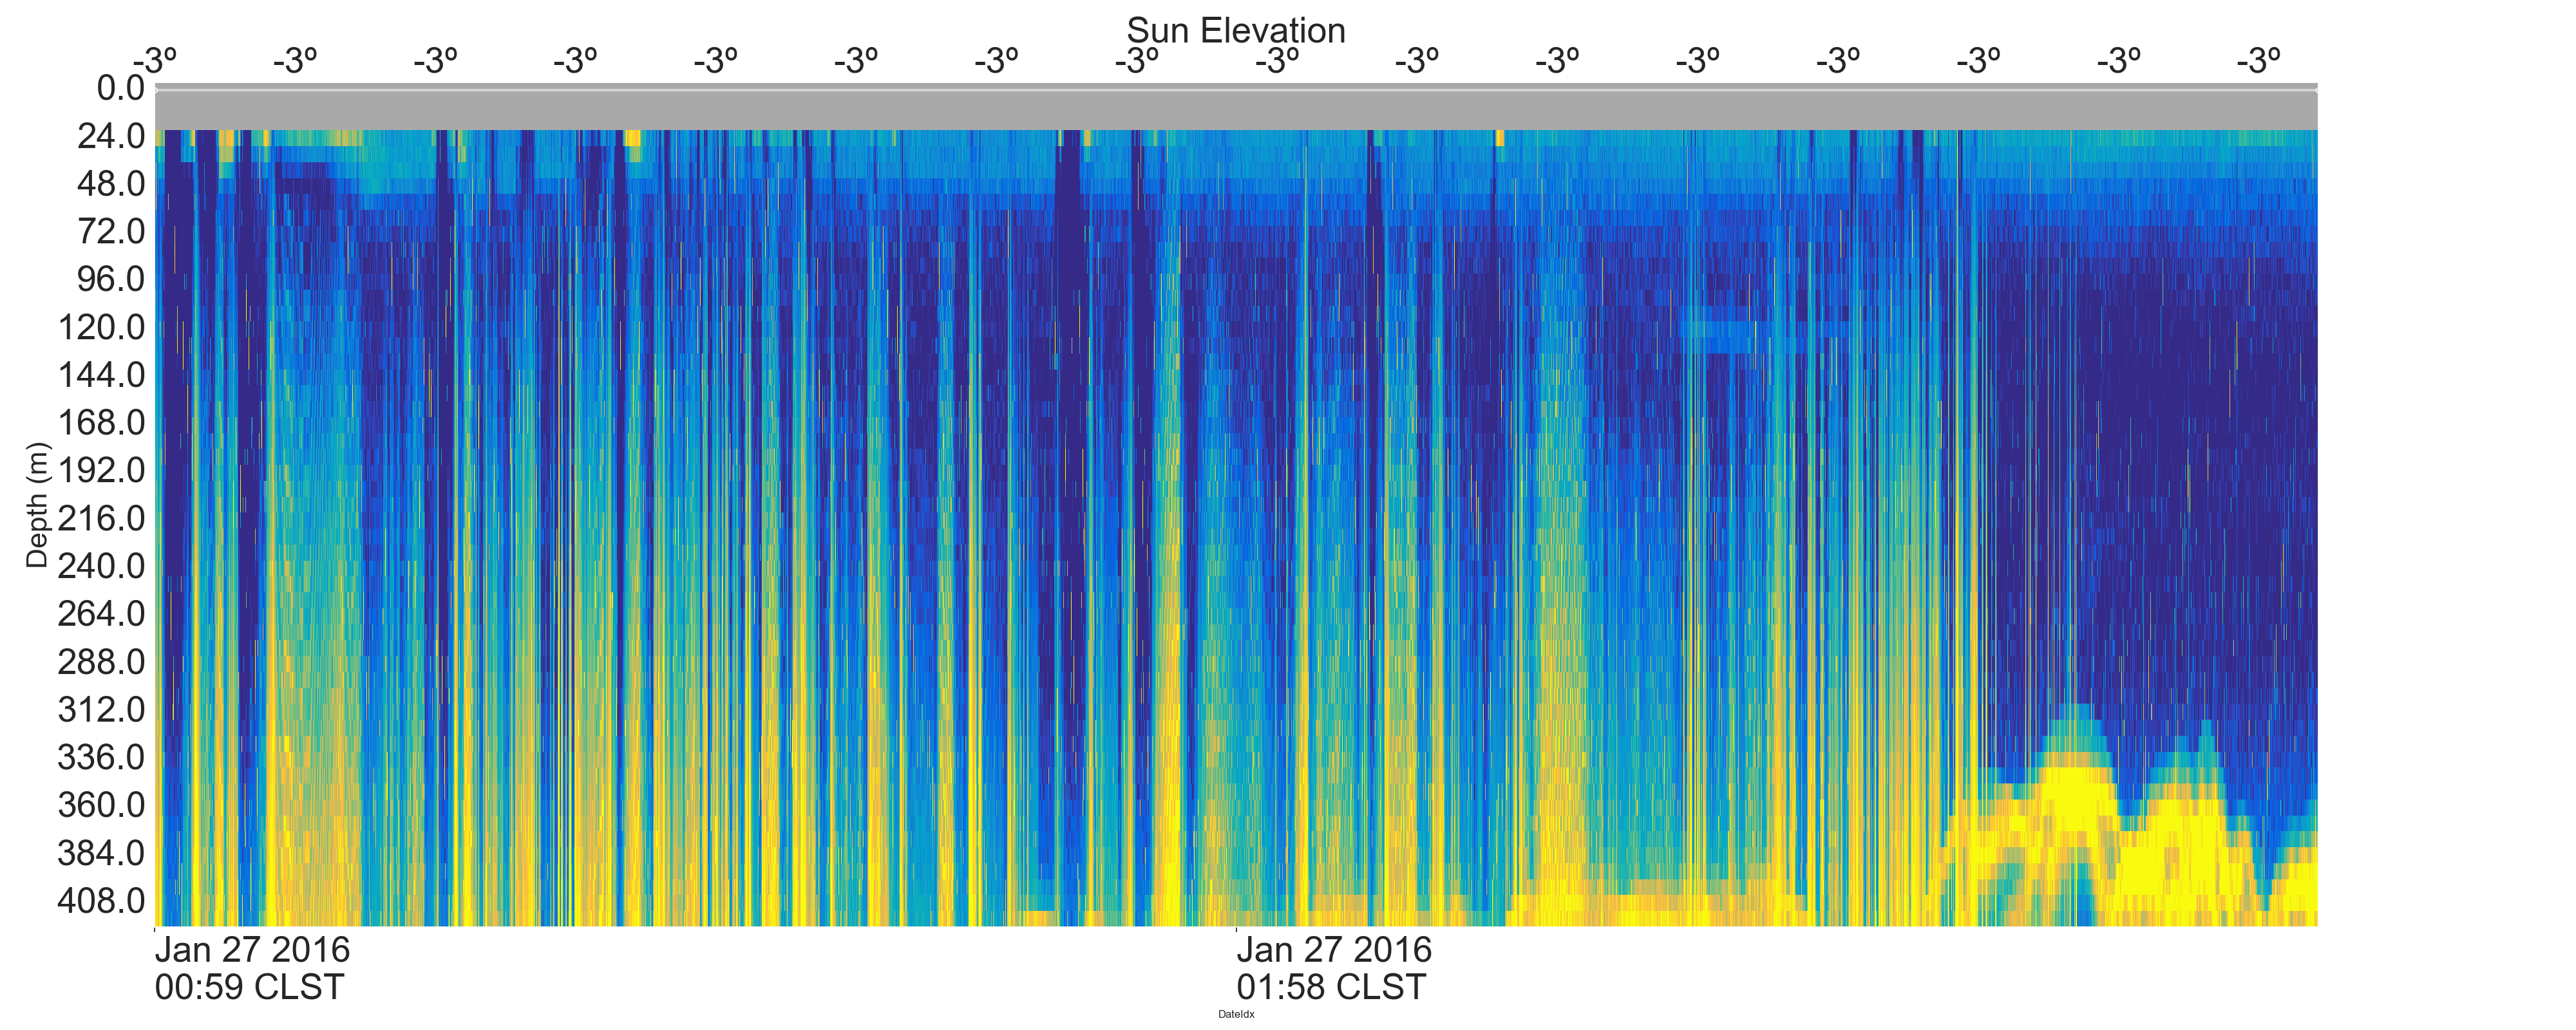 Sun Elevation
-3º -3º -3º -3º -3º -3º -3º -3º -3º -3º -3º -3º -3º -3º -3º -3º
0.0
24.0
48.0
72.0
96.0
120.0
144.0
168.0
192.0
216.0
240.0
264.0
288.0
312.0
336.0
360.0
384.0
408.0
Depth (m)
Jan 27 2016
00:59 CLST
Jan 27 2016
01:58 CLST
DateIdx